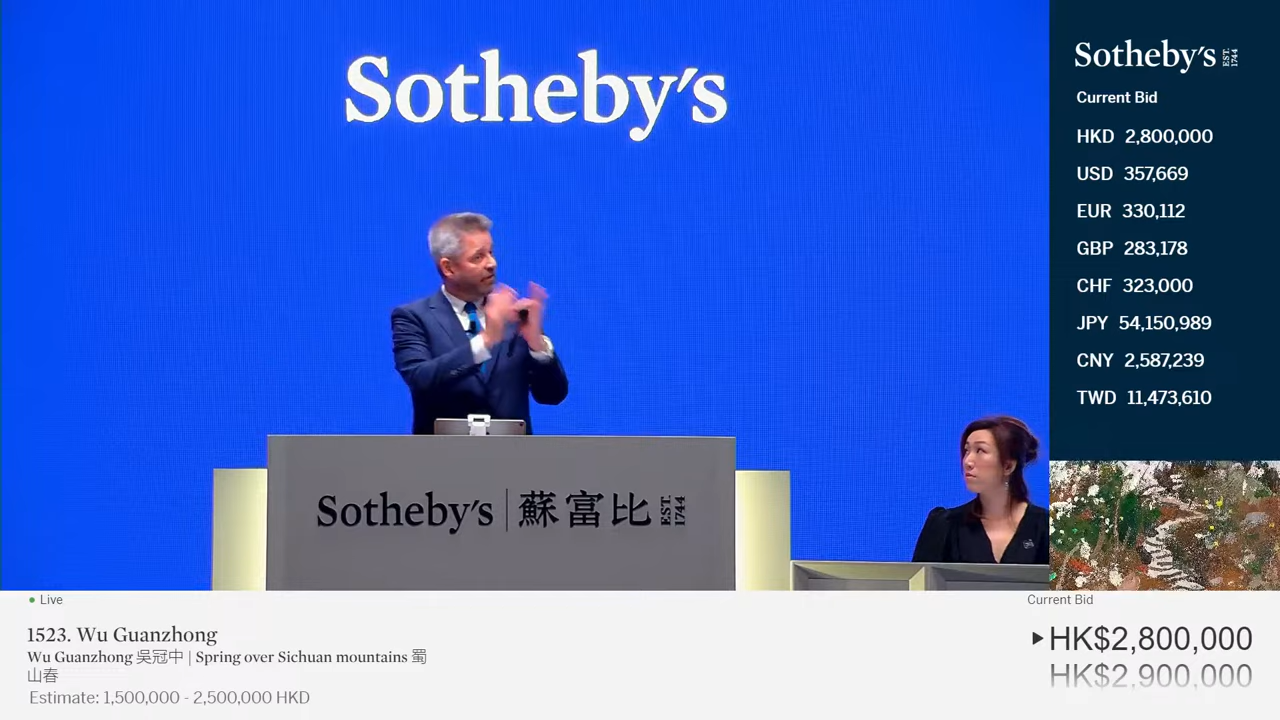 Sotheby's
Sotheby's | 蘇富比 EST. 1744
Sotheby's EST. 1744
Current Bid
HKD 2,800,000
USD 357,669
EUR 330,112
GBP 283,178
CHF 323,000
JPY 54,150,989
CNY 2,587,239
TWD 11,473,610
Live
1523. Wu Guanzhong
Wu Guanzhong 吳冠中 | Spring over Sichuan mountains 蜀
山春
Estimate: 1,500,000 - 2,500,000 HKD
Current Bid
HK$2,800,000
HK$2,900,000